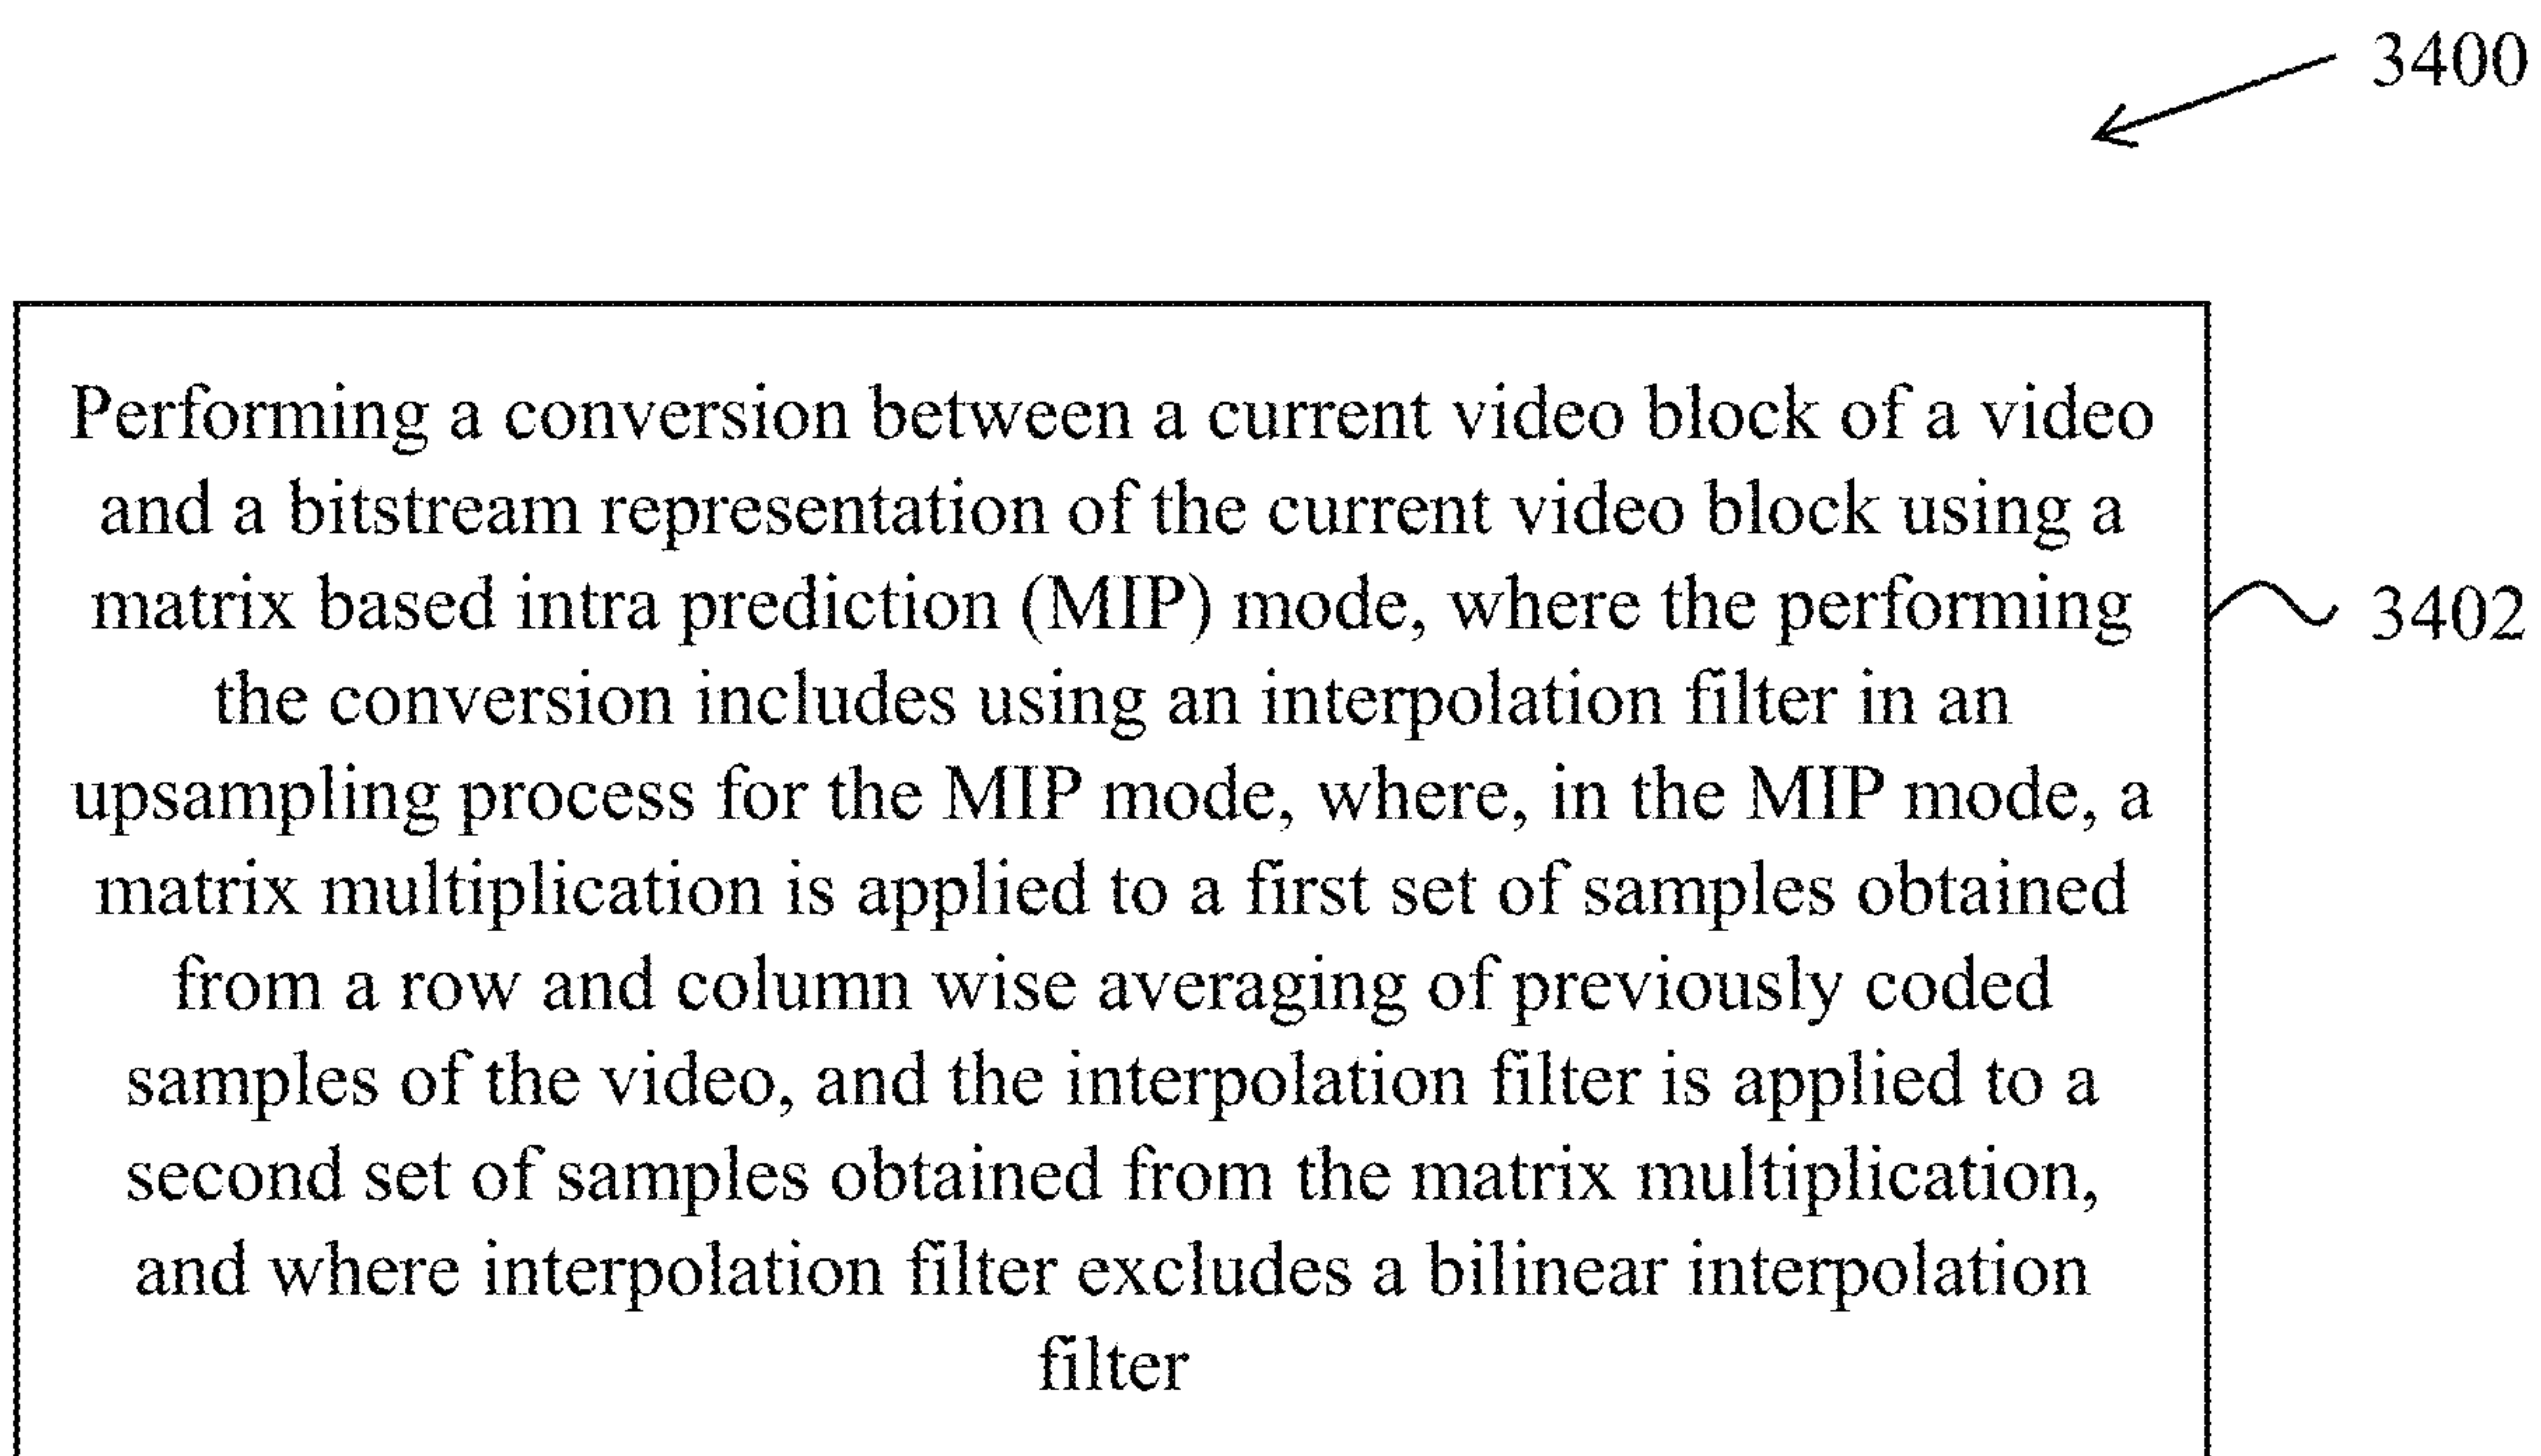 3400
Performing a conversion between a current video block of a video
and a bitstream representation of the current video block using a
matrix based intra prediction (MIP) mode, where the performing
3402
the conversion includes using an interpolation filter in an
upsampling process for the MIP mode, where, in the MIP mode, a
matrix multiplication is applied to a first set of samples obtained
from a row and column wise averaging of previously coded
samples of the video, and the interpolation filter is applied to a
second set of samples obtained from the matrix multiplication,
and where interpolation filter excludes a bilinear interpolation
filter